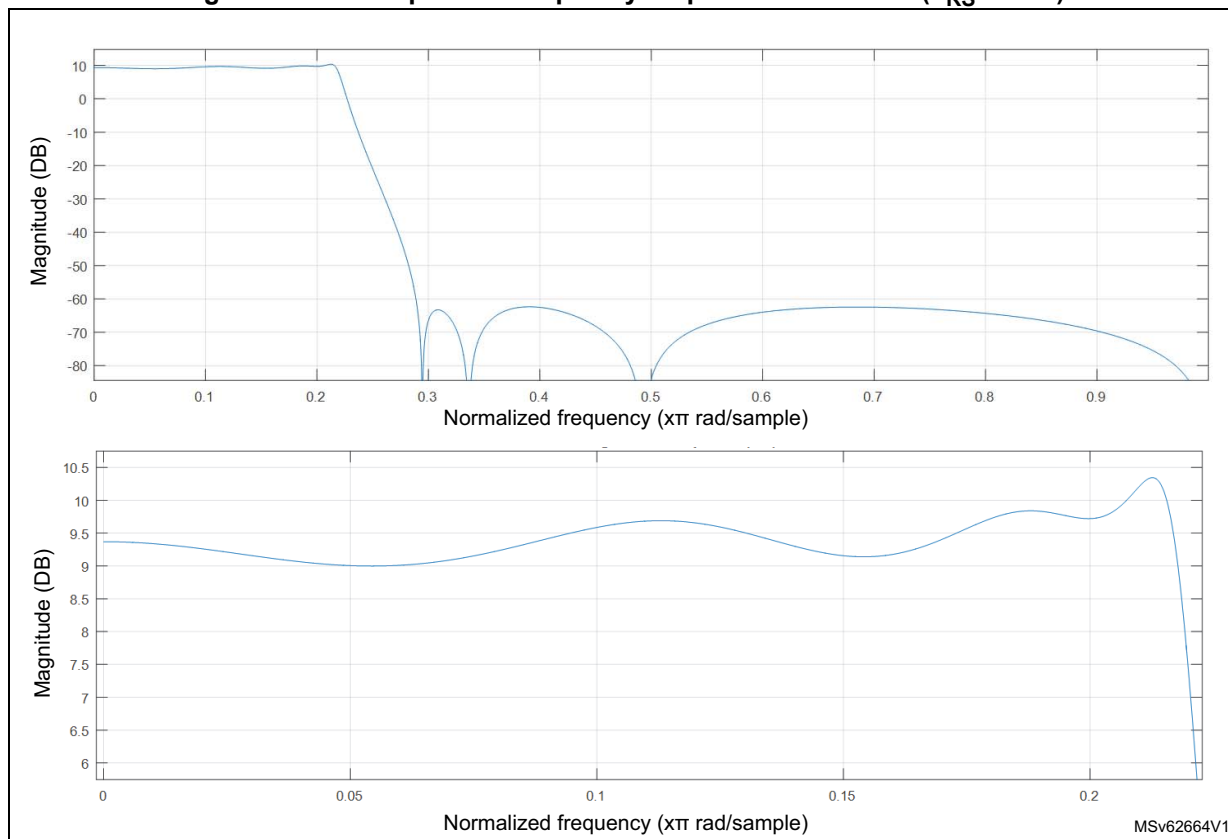 10
0
-10
-20
-30
-40
-50
-60
-70
-80
Magnitude (DB)
0 0.1 0.2 0.3 0.4 0.5 0.6 0.7 0.8 0.9
Normalized frequency (xπ rad/sample)
10.5
10
9.5
9
8.5
8
7.5
7
6.5
6
Magnitude (DB)
0 0.05 0.1 0.15 0.2
Normalized frequency (xπ rad/sample)
MSv62664V1